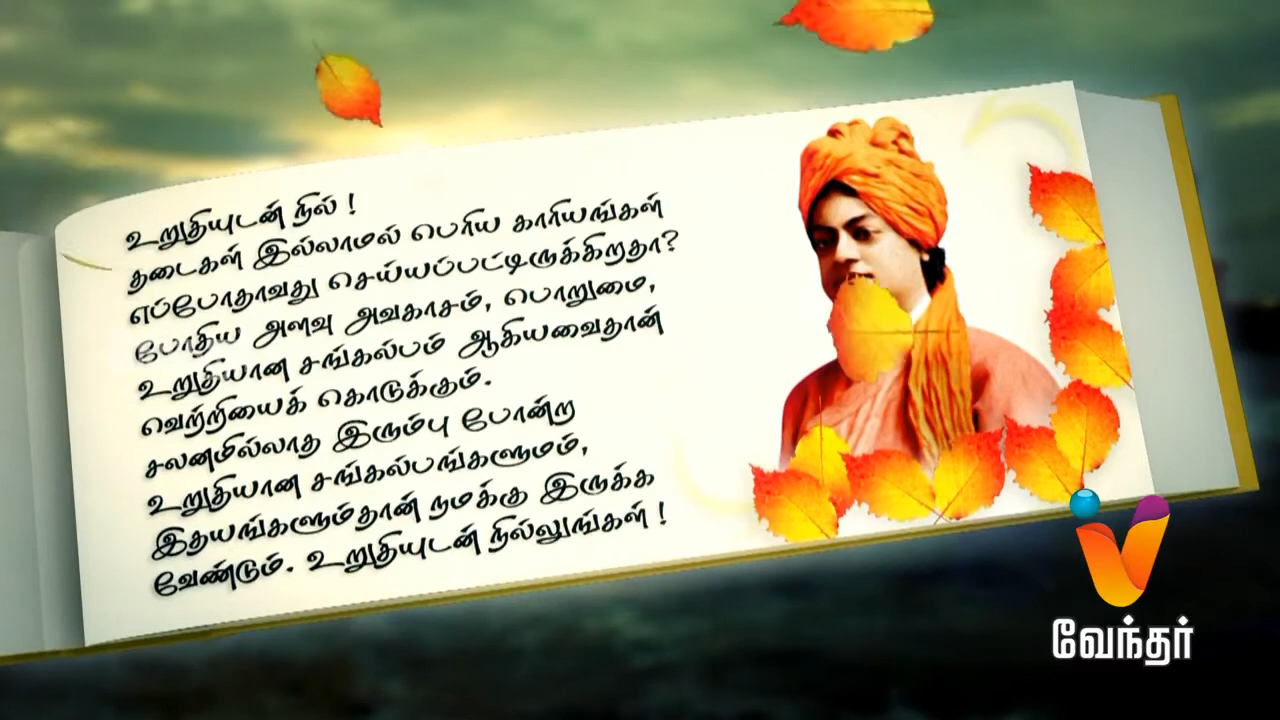 உறுதியுடன் நில் !
தடைகள் இல்லாமல் பெரிய காரியங்கள்
எப்போதாவது செய்யப்பட்டிருக்கிறதா?
போதிய அளவு அவகாசம், பொறுமை,
உறுதியான சங்கல்பம் ஆகியவைதான்
வெற்றியைக் கொடுக்கும்.
சலனமில்லாத இரும்பு போன்ற
உறுதியான சங்கல்பங்களுமம்,
இதயங்களும்தான் நமக்கு இருக்க
வேண்டும். உறுதியுடன் நில்லுங்கள் !
வேந்தர்